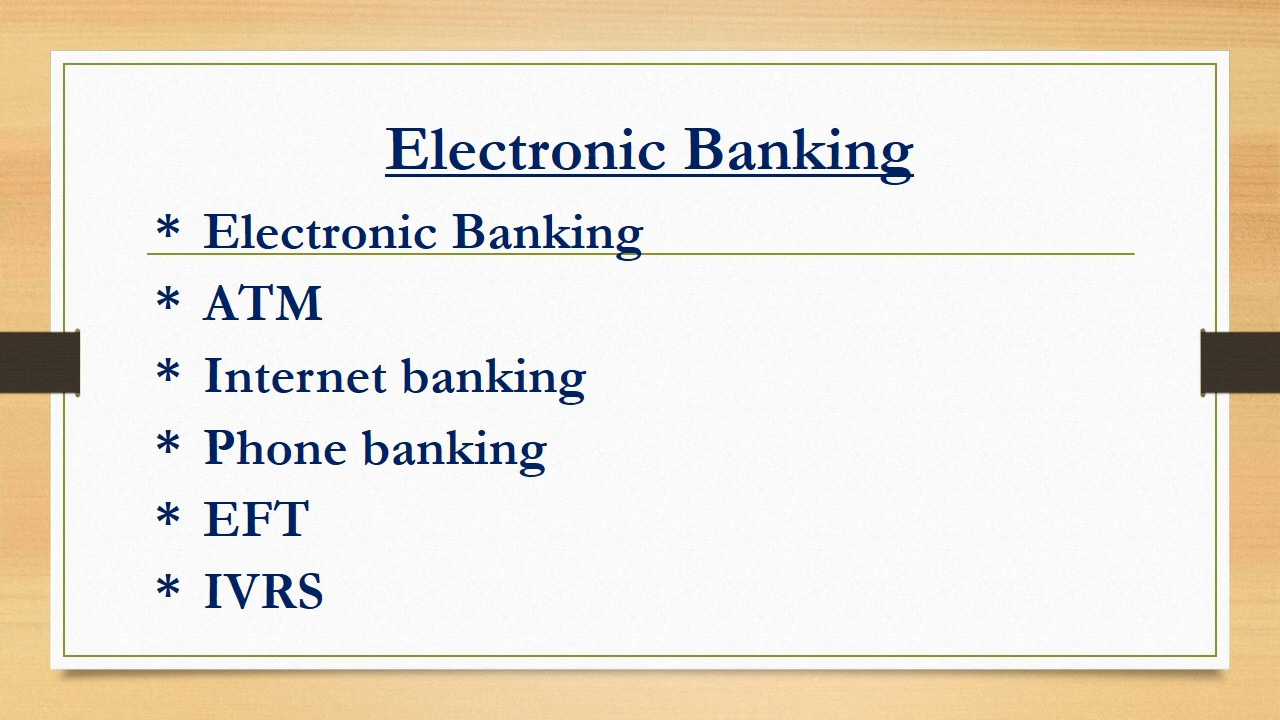 Electronic Banking
* Electronic Banking
* ATM
* Internet banking
* Phone banking
* EFT
* IVRS